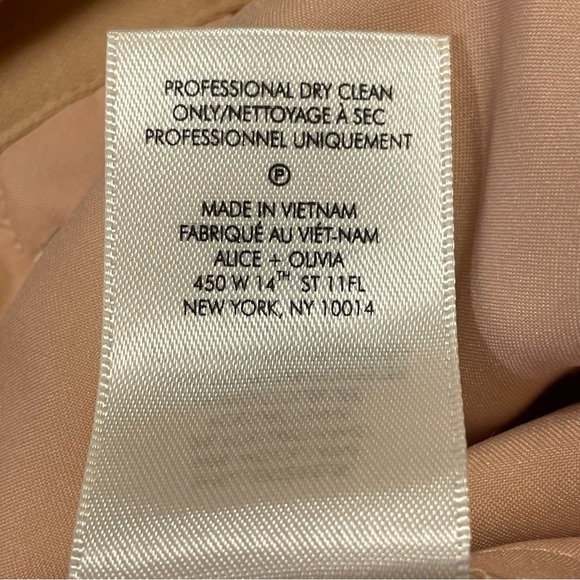 PROFESSIONAL DRY CLEAN
ONLY/NETTOYAGE À SEC
PROFESSIONNEL UNIQUEMENT
P
MADE IN VIETNAM
FABRIQUÉ AU VIÊT-NAM
ALICE + OLIVIA
450 W 14TH ST 11FL
NEW YORK, NY 10014